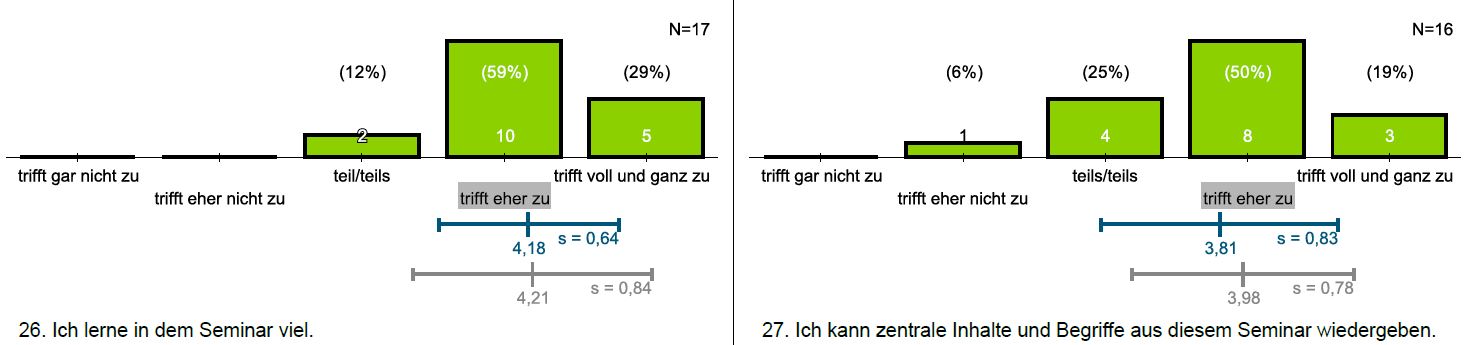 N=17
(12%) (59%) (29%)
2 10 5
trifft gar nicht zu teil/teils trifft voll und ganz zu
trifft eher nicht zu trifft eher zu
s = 0,64
4,18
s = 0,84
4,21
26. Ich lerne in dem Seminar viel.
N=16
(6%) (25%) (50%) (19%)
1 4 8 3
trifft gar nicht zu teils/teils trifft voll und ganz zu
trifft eher nicht zu trifft eher zu
s = 0,83
3,81
s = 0,78
3,98
27. Ich kann zentrale Inhalte und Begriffe aus diesem Seminar wiedergeben.